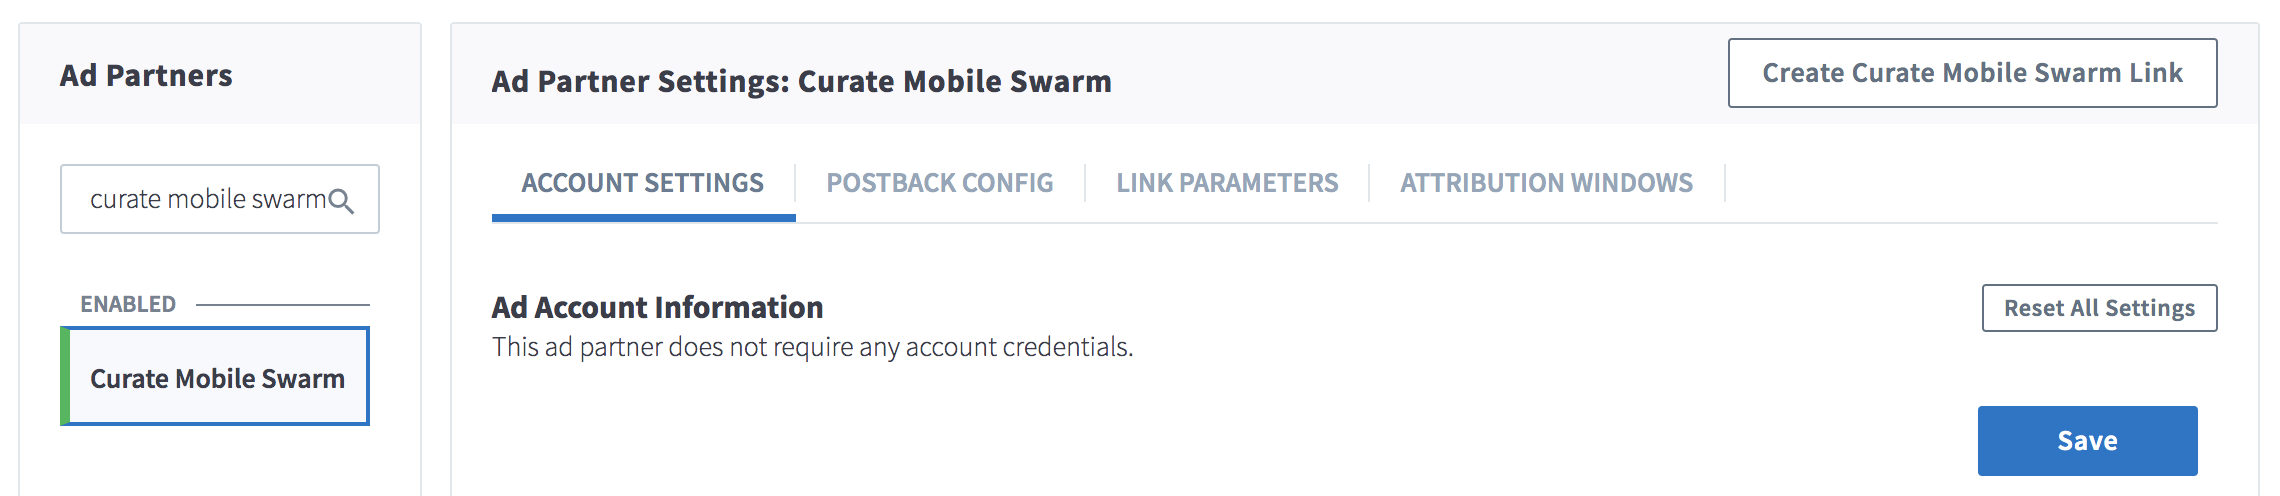 Ad Partners
curate mobile swarm
ENABLED
Curate Mobile Swarm
Ad Partner Settings: Curate Mobile Swarm
Create Curate Mobile Swarm Link
ACCOUNT SETTINGS
POSTBACK CONFIG
LINK PARAMETERS
ATTRIBUTION WINDOWS
Ad Account Information
Reset All Settings
This ad partner does not require any account credentials.
Save